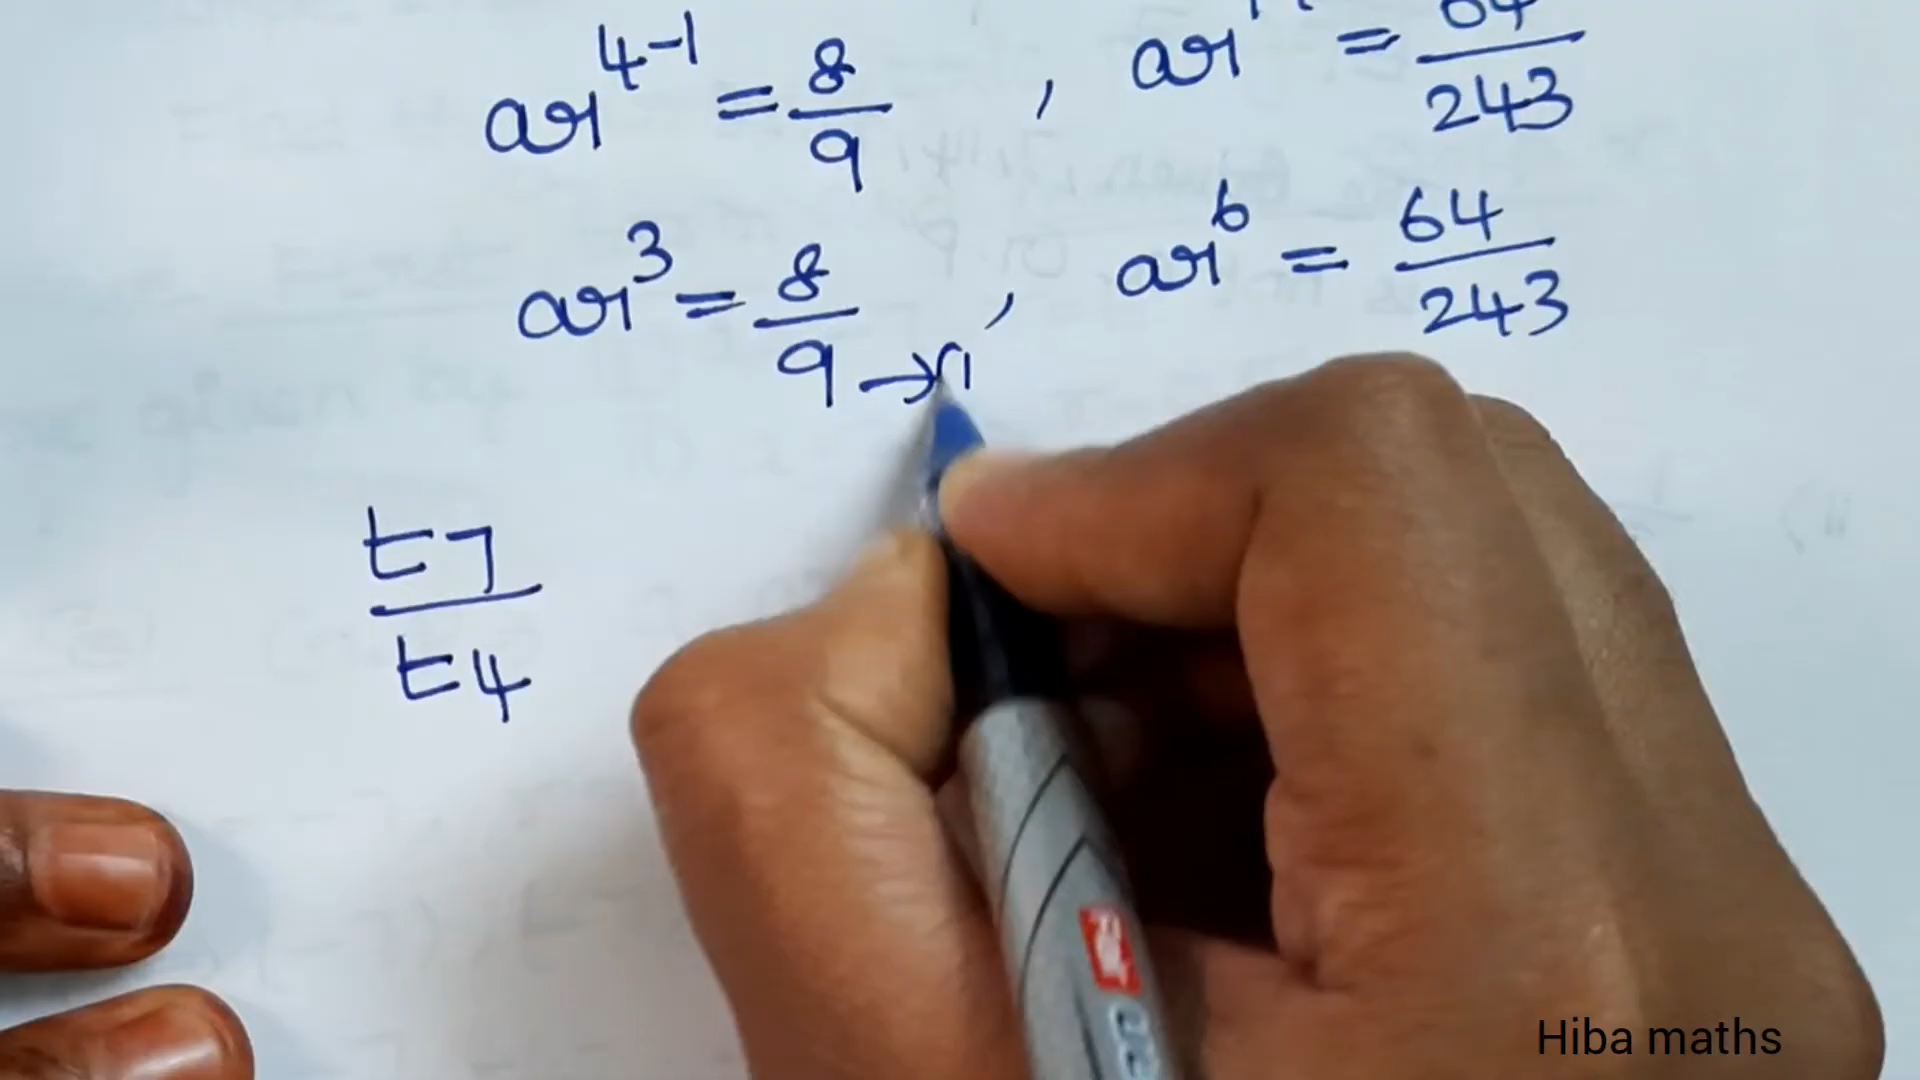 ar^(4-1) = 8/9 , ar = 64/243
ar^3 = 8/9 → (1 , ar^6 = 64/243
t7/t4
Hiba maths